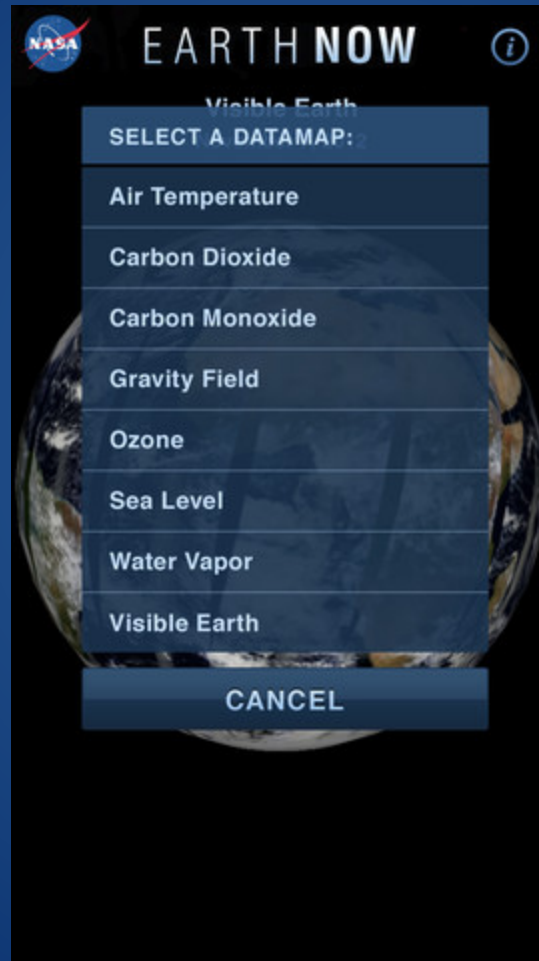 NASA
EARTH NOW
i
Visible Earth
SELECT A DATAMAP:
Air Temperature
Carbon Dioxide
Carbon Monoxide
Gravity Field
Ozone
Sea Level
Water Vapor
Visible Earth
CANCEL